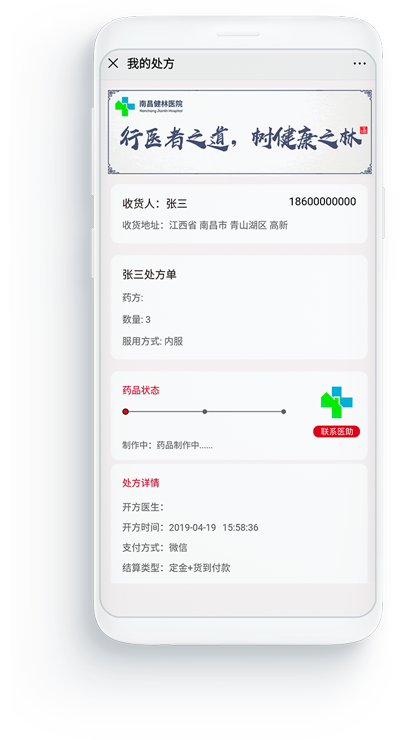 我的处方
南昌健林医院
Nanchang Jianlin Hospital
行医者之道，树健康之林
收货人：张三 18600000000
收货地址：江西省 南昌市 青山湖区 高新
张三处方单
药方:
数量: 3
服用方式: 内服
药品状态
联系医助
制作中：药品制作中......
处方详情
开方医生：
开方时间：2019-04-19 15:58:36
支付方式：微信
结算类型：定金+货到付款